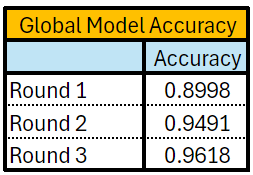 Global Model Accuracy
Accuracy
Round 1 0.8998
Round 2 0.9491
Round 3 0.9618